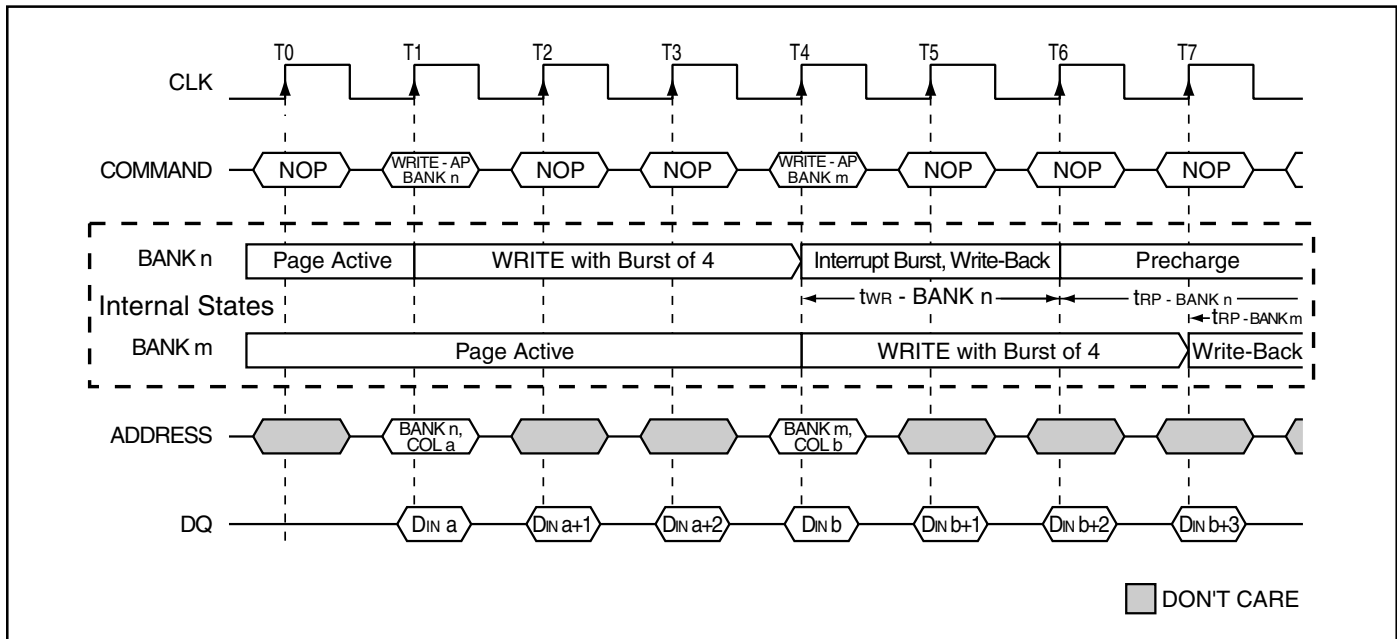 T0 T1 T2 T3 T4 T5 T6 T7
CLK
COMMAND NOP WRITE - AP BANK n NOP NOP WRITE - AP BANK m NOP NOP NOP
BANK n Page Active WRITE with Burst of 4 Interrupt Burst, Write-Back Precharge
Internal States tWR - BANK n tRP - BANK n
tRP - BANK m
BANK m Page Active WRITE with Burst of 4 Write-Back
ADDRESS BANK n, COL a BANK m, COL b
DQ DIN a DIN a+1 DIN a+2 DIN b DIN b+1 DIN b+2 DIN b+3
DON'T CARE